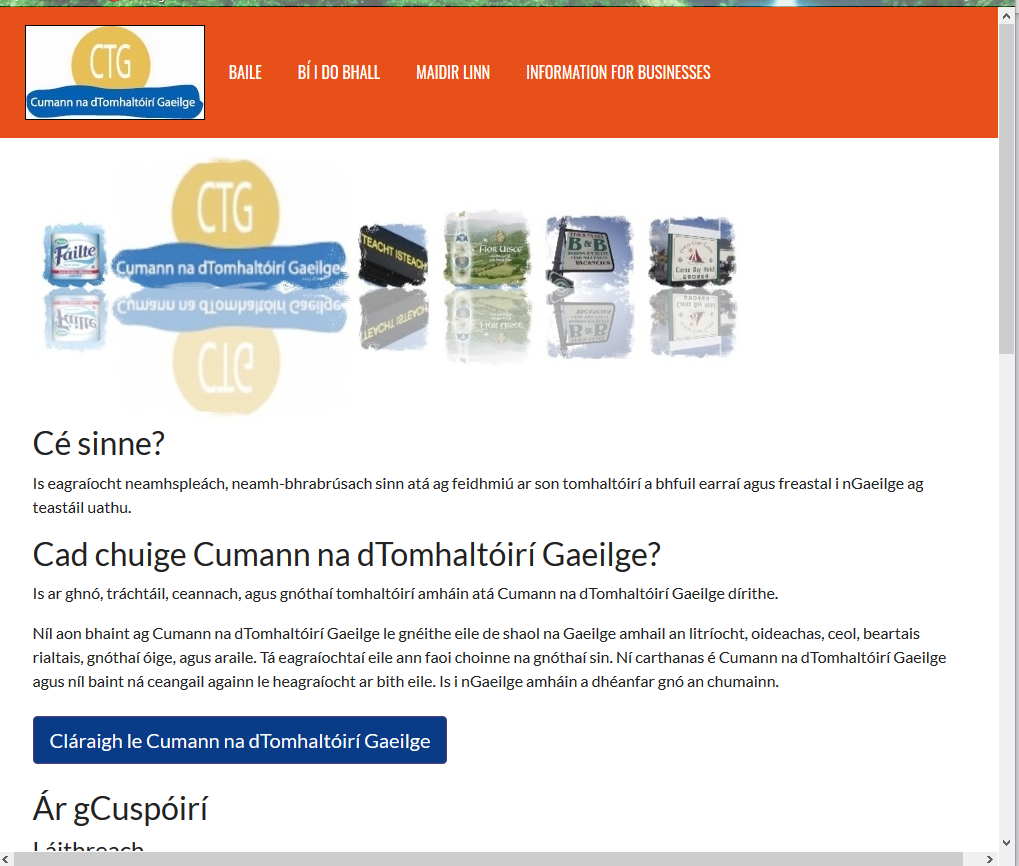 CTG
Cumann na dTomhaltóirí Gaeilge
BAILE
BÍ I DO BHALL
MAIDIR LINN
INFORMATION FOR BUSINESSES
Fáilte
CTG
Cumann na dTomhaltóirí Gaeilge
TEACHT ISTEACH
FIOR UISCE
B&B
VACANCIES
Carna Bay Hotel
Cé sinne?
Is eagraíocht neamhspleách, neamh-bhrabrúsach sinn atá ag feidhmiú ar son tomhaltóirí a bhfuil earraí agus freastal i nGaeilge ag
teastáil uathu.
Cad chuige Cumann na dTomhaltóirí Gaeilge?
Is ar ghnó, tráchtáil, ceannach, agus gnóthaí tomhaltóirí amháin atá Cumann na dTomhaltóirí Gaeilge dírithe.
Níl aon bhaint ag Cumann na dTomhaltóirí Gaeilge le gnéithe eile de shaol na Gaeilge amhail an litríocht, oideachas, ceol, beartais
rialtais, gnóthaí óige, agus araile. Tá eagraíochtaí eile ann faoi choinne na gnóthaí sin. Ní carthanas é Cumann na dTomhaltóirí Gaeilge
agus níl baint ná ceangail againn le heagraíocht ar bith eile. Is i nGaeilge amháin a dhéanfar gnó an chumainn.
Cláraigh le Cumann na dTomhaltóirí Gaeilge
Ár gCuspóirí
Láithreach